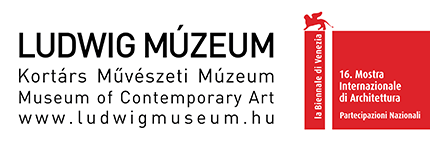 LUDWIG MÚZEUM
Kortárs Művészeti Múzeum
Museum of Contemporary Art
www.ludwigmuseum.hu
la Biennale di Venezia
16. Mostra
Internazionale
di Architettura
Partecipazioni Nazionali